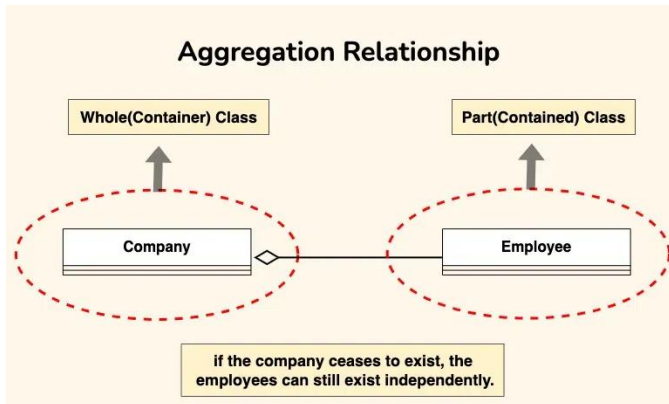 Aggregation Relationship
Whole(Container) Class
Part(Contained) Class
Company
Employee
if the company ceases to exist, the
employees can still exist independently.